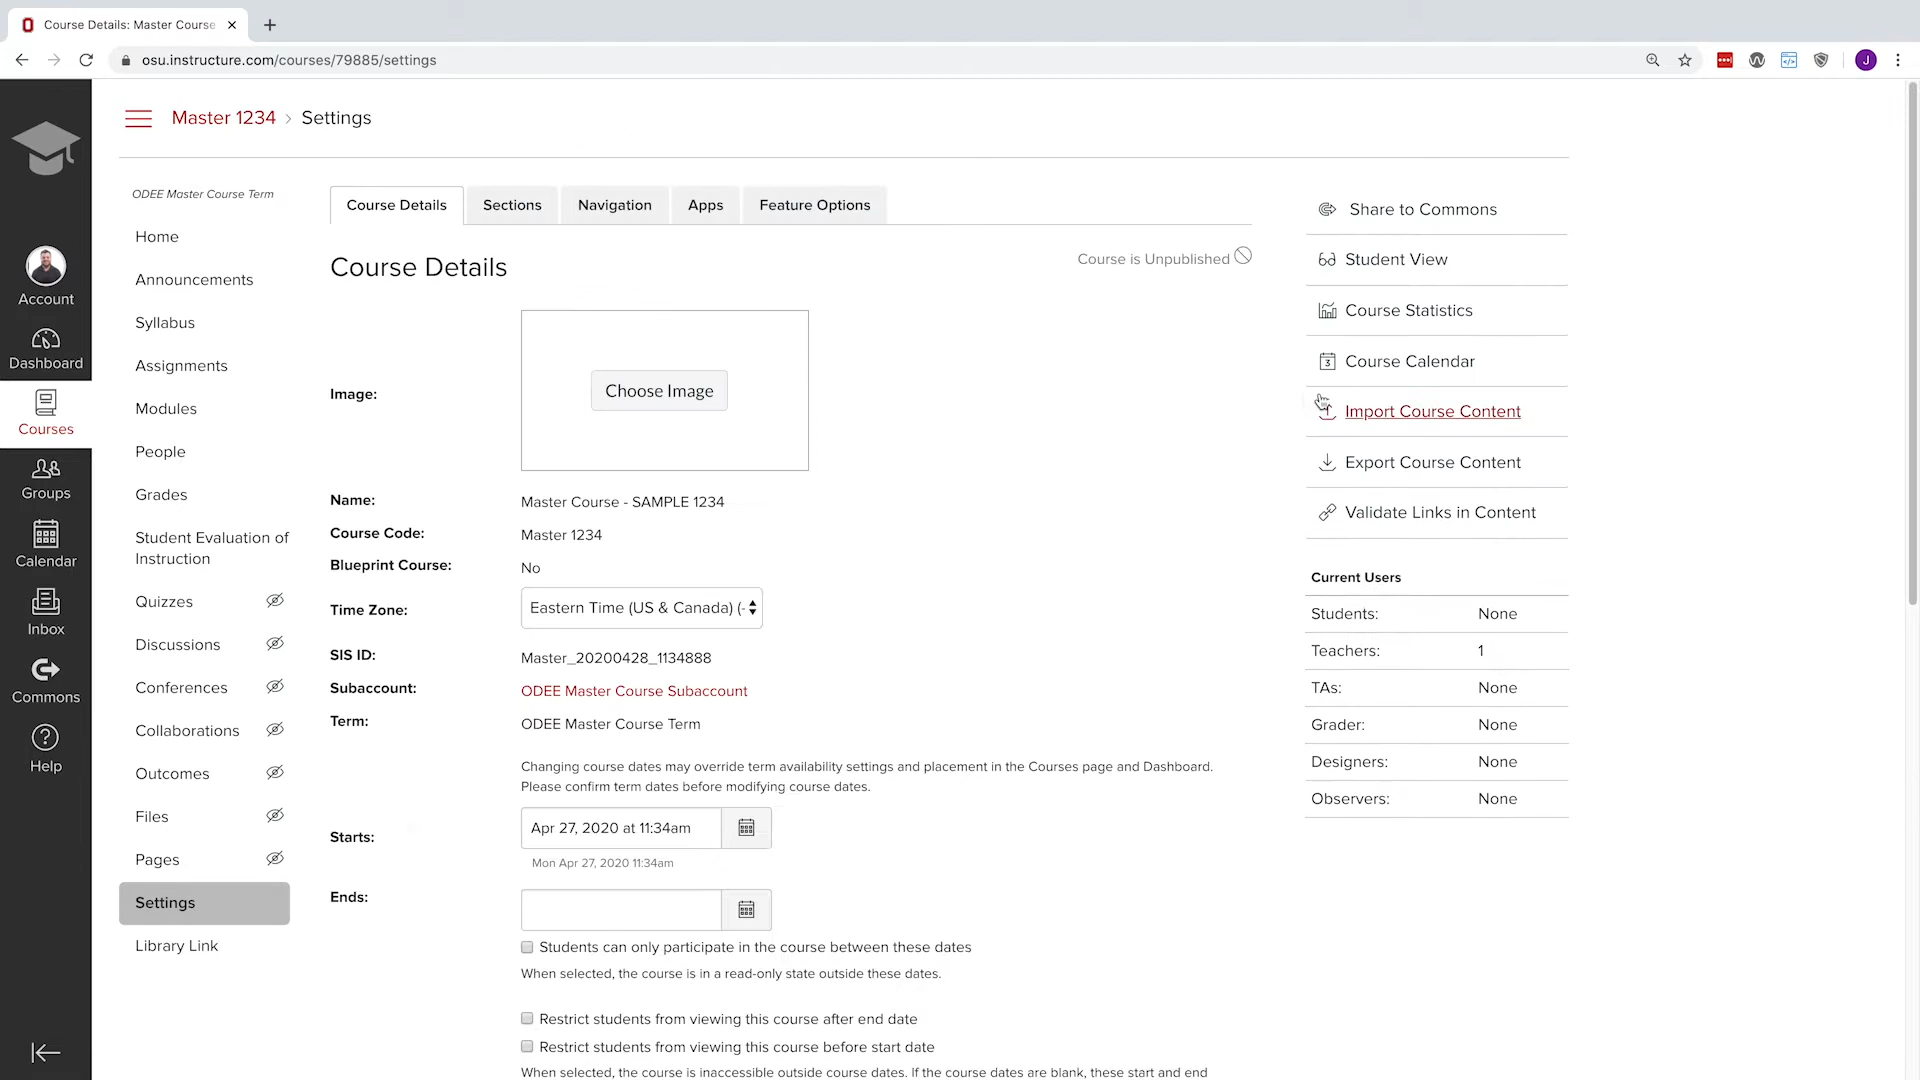 Course Details: Master Course
osu.instructure.com/courses/79885/settings
J
Master 1234 › Settings
Account
Dashboard
Courses
Groups
Calendar
Inbox
Commons
Help
ODEE Master Course Term
Home
Announcements
Syllabus
Assignments
Modules
People
Grades
Student Evaluation of
Instruction
Quizzes
Discussions
Conferences
Collaborations
Outcomes
Files
Pages
Settings
Library Link
Course Details Sections Navigation Apps Feature Options
Course Details
Course is Unpublished
Image:
Choose Image
Name: Master Course - SAMPLE 1234
Course Code: Master 1234
Blueprint Course: No
Time Zone: Eastern Time (US & Canada) (-
SIS ID: Master_20200428_1134888
Subaccount: ODEE Master Course Subaccount
Term: ODEE Master Course Term
Changing course dates may override term availability settings and placement in the Courses page and Dashboard.
Please confirm term dates before modifying course dates.
Starts: Apr 27, 2020 at 11:34am
Mon Apr 27, 2020 11:34am
Ends:
Students can only participate in the course between these dates
When selected, the course is in a read-only state outside these dates.
Restrict students from viewing this course after end date
Restrict students from viewing this course before start date
When selected, the course is inaccessible outside course dates. If the course dates are blank, these start and end
Share to Commons
Student View
Course Statistics
3 Course Calendar
Import Course Content
Export Course Content
Validate Links in Content
Current Users
Students: None
Teachers: 1
TAs: None
Grader: None
Designers: None
Observers: None